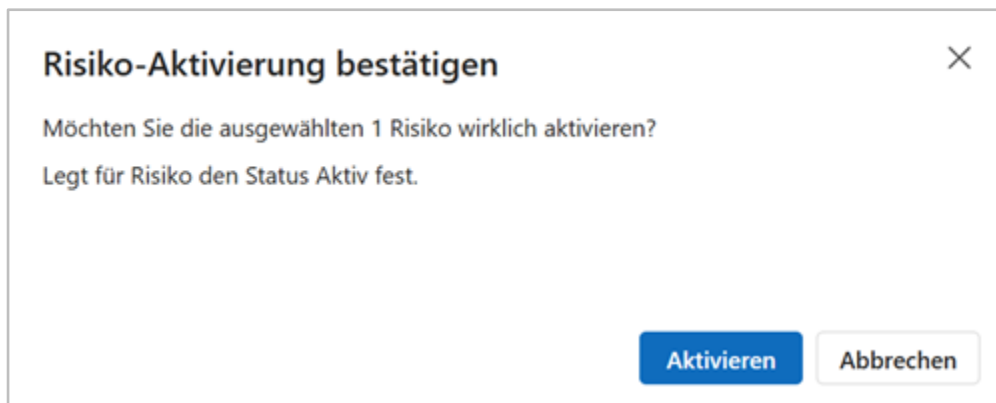 Risiko-Aktivierung bestätigen
Möchten Sie die ausgewählten 1 Risiko wirklich aktivieren?
Legt für Risiko den Status Aktiv fest.
Aktivieren
Abbrechen